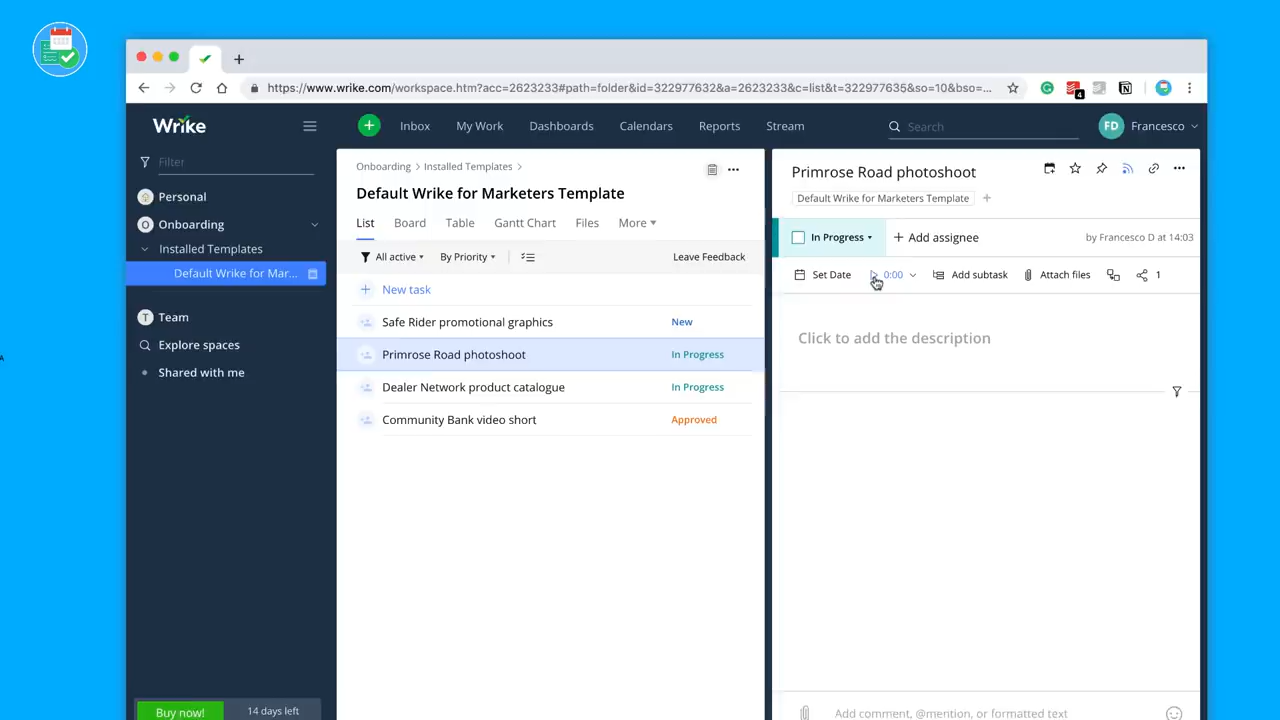 https://www.wrike.com/workspace.htm?acc=2623233#path=folder&id=322977632&a=2623233&c=list&t=322977635&so=10&bso=...
4
Wrike
Inbox
My Work
Dashboards
Calendars
Reports
Stream
Search
FD
Francesco
Filter
Personal
O
Onboarding
Installed Templates
Default Wrike for Mar...
T
Team
Explore spaces
Shared with me
Buy now!
14 days left
Onboarding > Installed Templates >
Default Wrike for Marketers Template
List
Board
Table
Gantt Chart
Files
More
All active
By Priority
Leave Feedback
New task
Safe Rider promotional graphics
New
Primrose Road photoshoot
In Progress
Dealer Network product catalogue
In Progress
Community Bank video short
Approved
Primrose Road photoshoot
Default Wrike for Marketers Template
In Progress
Add assignee
by Francesco D at 14:03
Set Date
0:00
Add subtask
Attach files
1
Click to add the description
Add comment, @mention, or formatted text
A